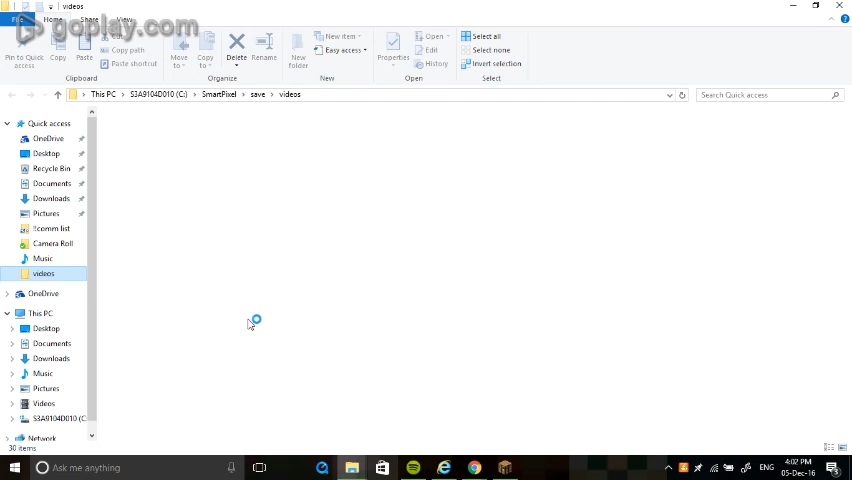 videos
File Home Share View
goplay.com
Pin to Quick access
Copy
Paste
Cut
Copy path
Paste shortcut
Clipboard
Move to
Copy to
Delete
Rename
Organize
New folder
New item
Easy access
New
Properties
Open
Edit
History
Open
Select all
Select none
Invert selection
Select
This PC > S3A9104D010 (C:) > SmartPixel > save > videos
Search Quick access
Quick access
OneDrive
Desktop
Recycle Bin
Documents
Downloads
Pictures
Camera Roll
Music
videos
OneDrive
This PC
Desktop
Documents
Downloads
Music
Pictures
Videos
S3A9104D010 (C:
Network
30 items
Ask me anything
ENG
4:02 PM
05-Dec-16
3